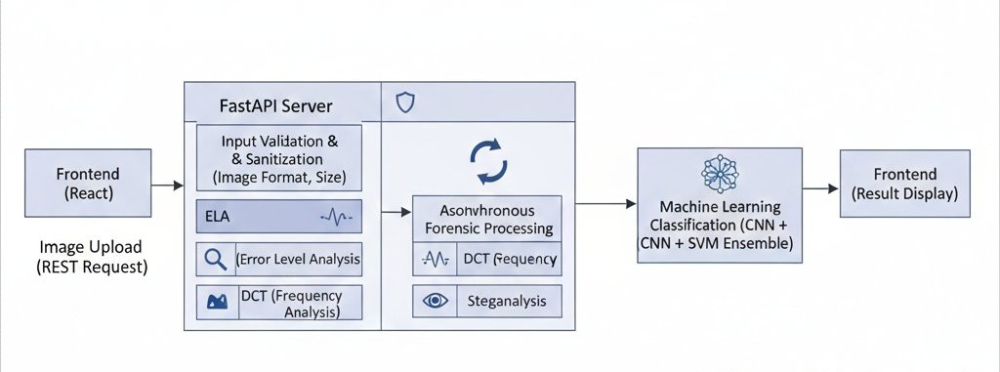 FastAPI Server
Input Validation &
& Sanitization
(Image Format, Size)
Frontend
(React)
Image Upload
(REST Request)
ELA
(Error Level Analysis
DCT (Frequency
Analysis)
Asonvhronous
Forensic Processing
DCT (Fequency
Steganalysis
Machine Learning
Classification (CNN +
(CNN + SVM Ensemble)
Frontend
(Result Display)